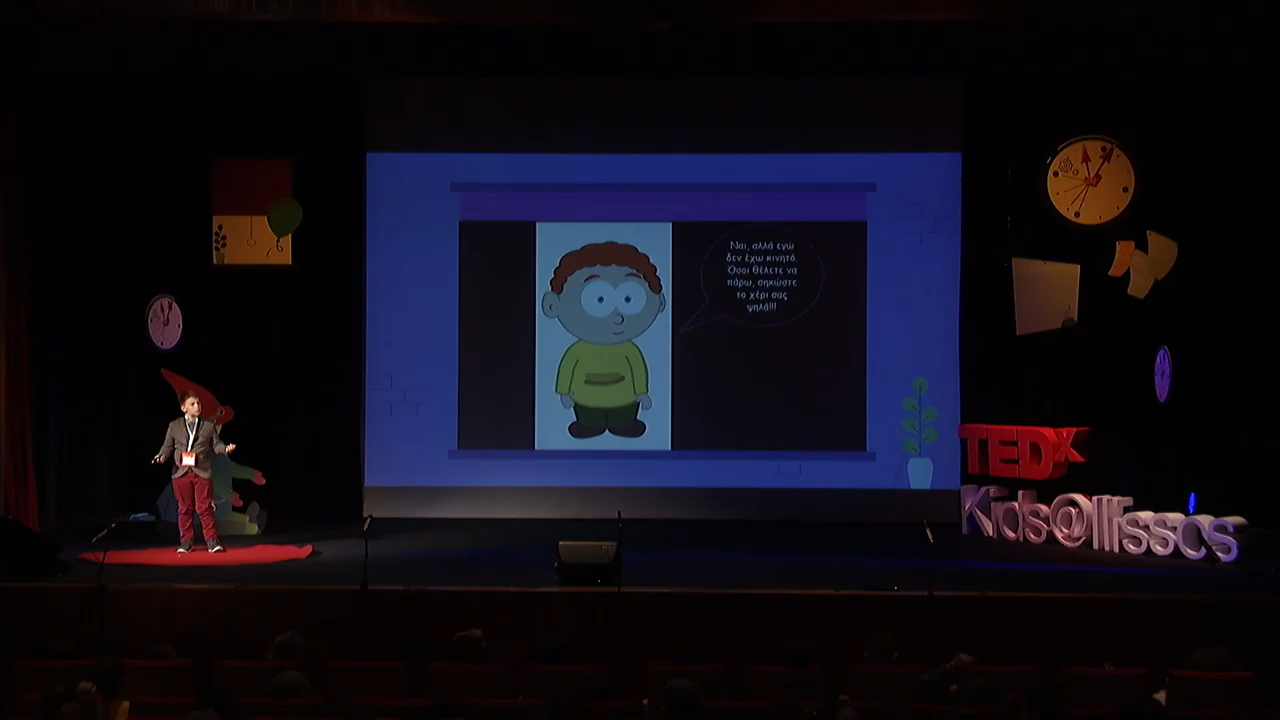 Ναι, αλλά εγώ
δεν έχω κινητό.
Όσοι θέλετε να
πάρω, σηκώστε
το χέρι σας
ψηλά!!!
TEDx
Kids@Ilissos